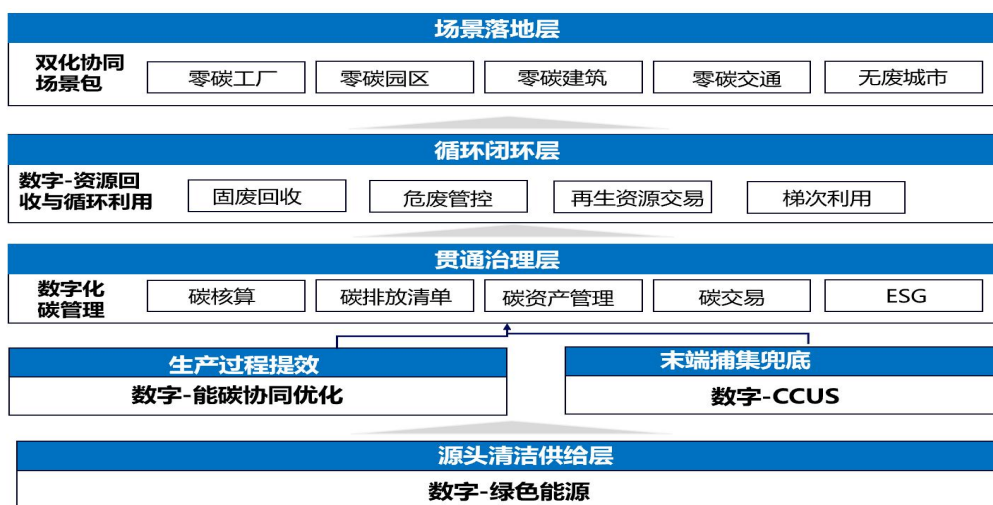 场景落地层
双化协同
场景包
零碳工厂
零碳园区
零碳建筑
零碳交通
无废城市
循环闭环层
数字-资源回
收与循环利用
固废回收
危废管控
再生资源交易
梯次利用
贯通治理层
数字化
碳管理
碳核算
碳排放清单
碳资产管理
碳交易
ESG
生产过程提效
数字-能碳协同优化
末端捕集兜底
数字-CCUS
源头清洁供给层
数字-绿色能源